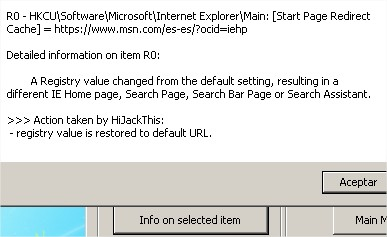 R0 - HKCU\Software\Microsoft\Internet Explorer\Main: [Start Page Redirect
Cache] = https://www.msn.com/es-es/?ocid=iehp
Detailed information on item R0:
A Registry value changed from the default setting, resulting in a
different IE Home page, Search Page, Search Bar Page or Search Assistant.
>>> Action taken by HiJackThis:
- registry value is restored to default URL.
Aceptar
Info on selected item
Main M